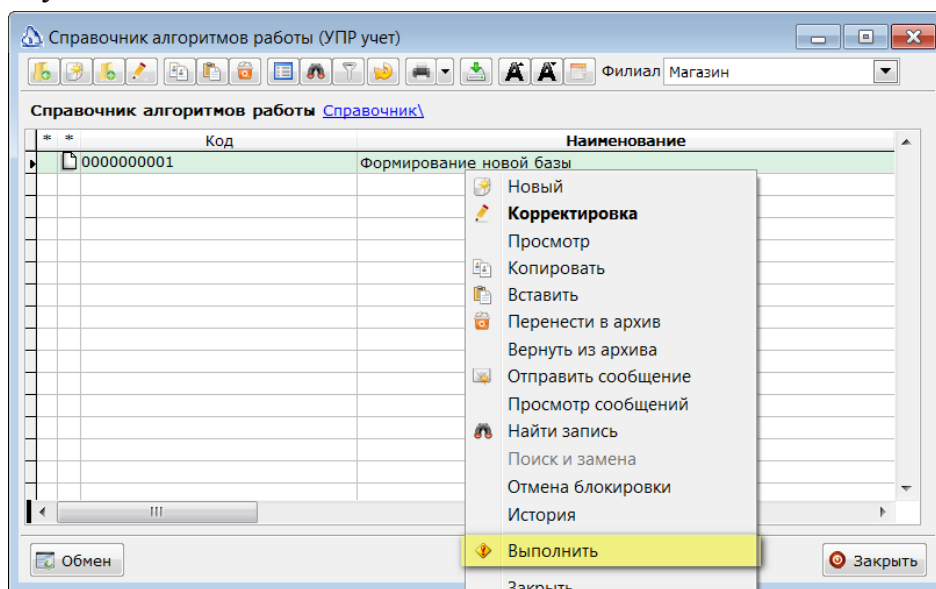 Справочник алгоритмов работы (УПР учет)
Филиал Магазин
Справочник алгоритмов работы Справочник\
* * Код Наименование
0000000001 Формирование новой базы
Новый
Корректировка
Просмотр
Копировать
Вставить
Перенести в архив
Вернуть из архива
Отправить сообщение
Просмотр сообщений
Найти запись
Поиск и замена
Отмена блокировки
История
Выполнить
Обмен
Закрыть
Закрыть